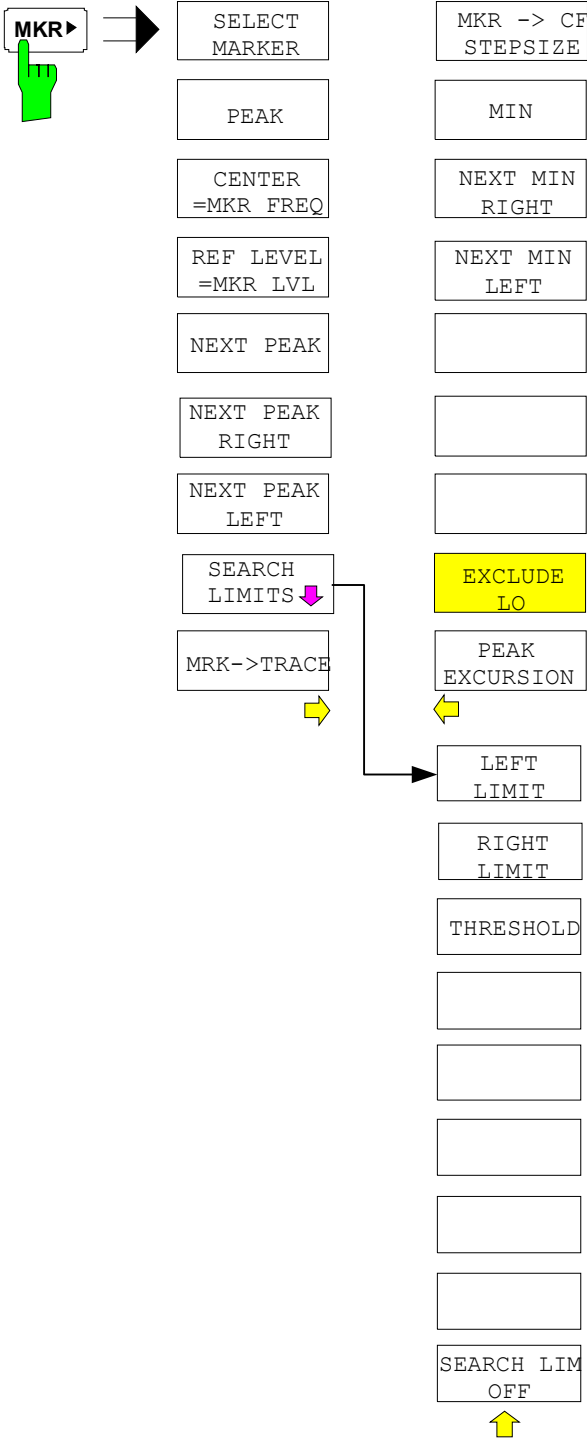 MKR
SELECT
MARKER
PEAK
CENTER
=MKR FREQ
REF LEVEL
=MKR LVL
NEXT PEAK
NEXT PEAK
RIGHT
NEXT PEAK
LEFT
SEARCH
LIMITS
MRK->TRACE
MKR -> CF
STEPSIZE
MIN
NEXT MIN
RIGHT
NEXT MIN
LEFT
EXCLUDE
LO
PEAK
EXCURSION
LEFT
LIMIT
RIGHT
LIMIT
THRESHOLD
SEARCH LIM
OFF